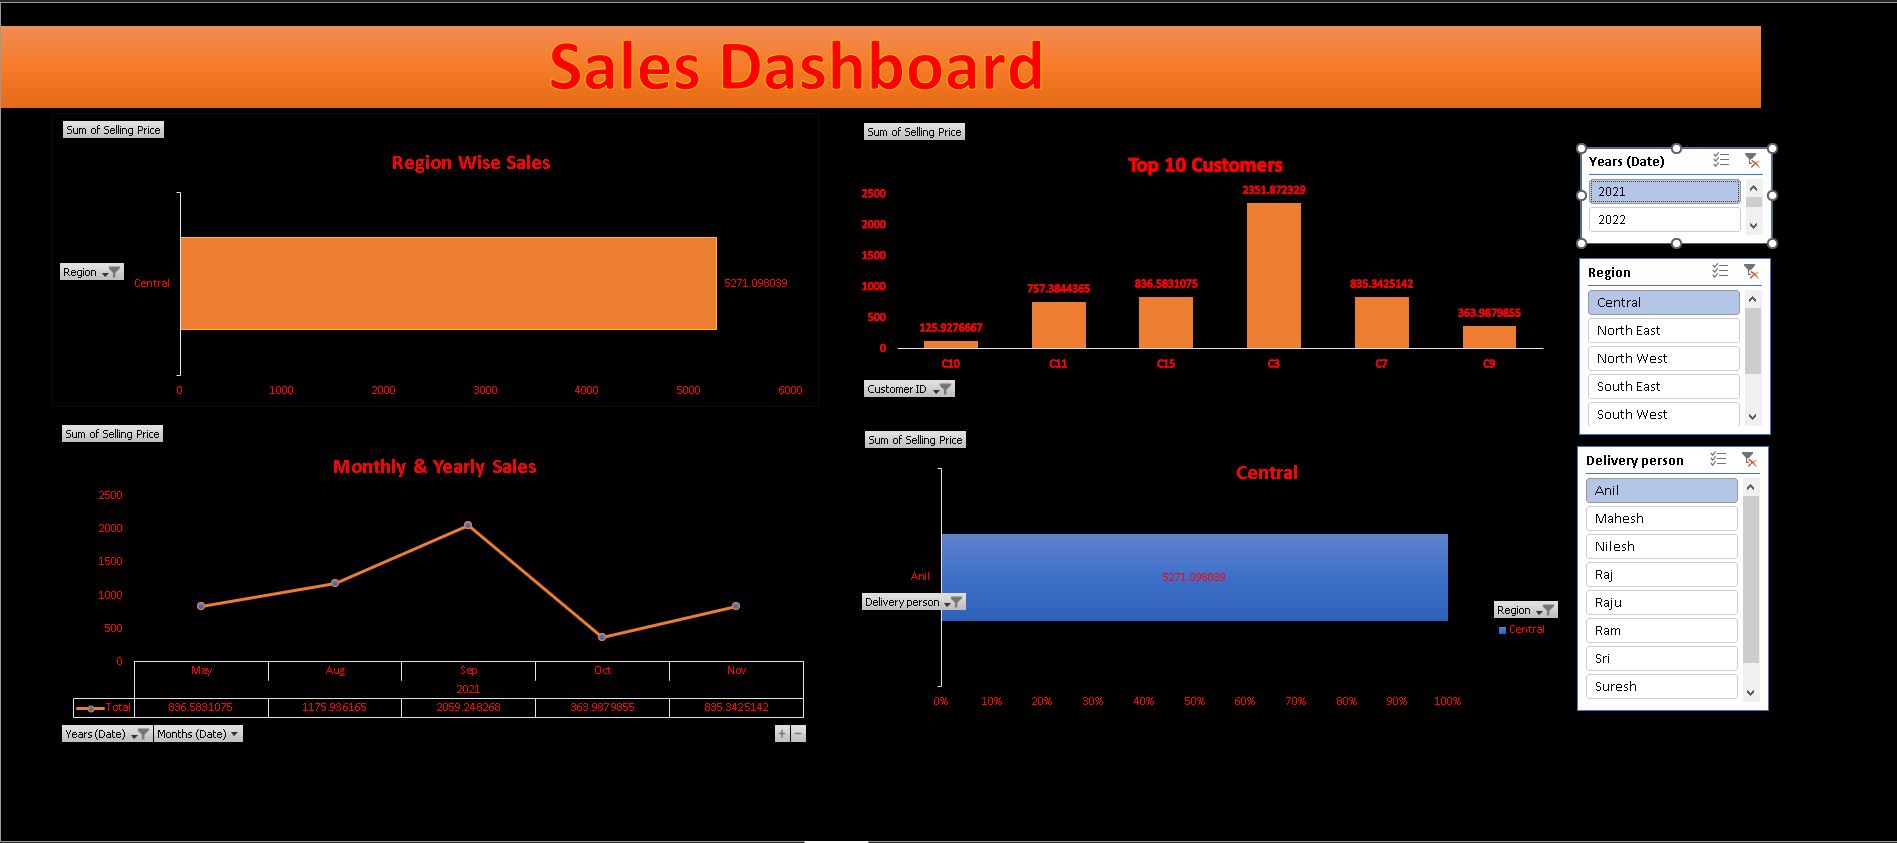 Sales Dashboard
Sum of Selling Price
Region Wise Sales
Region
Central
5271.098039
0 1000 2000 3000 4000 5000 6000
Sum of Selling Price
Top 10 Customers
2500
2000
1500
1000
500
0
125.9276667
757.3844365
836.5831075
2351.872329
835.3425142
363.9879855
C10 C11 C15 C3 C7 C9
Customer ID
Years (Date)
2021
2022
Region
Central
North East
North West
South East
South West
Sum of Selling Price
Monthly & Yearly Sales
2500
2000
1500
1000
500
0
May Aug Sep Oct Nov
2021
Total 836.5831075 1175.936165 2059.248268 363.9879855 835.3425142
Years (Date) Months (Date)
+ −
Sum of Selling Price
Central
Anil
5271.098039
Delivery person
Region
Central
0% 10% 20% 30% 40% 50% 60% 70% 80% 90% 100%
Delivery person
Anil
Mahesh
Nilesh
Raj
Raju
Ram
Sri
Suresh